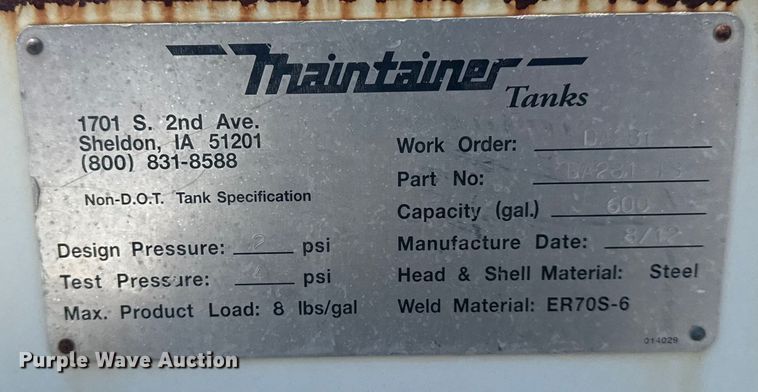 Maintainer
Tanks
1701 S. 2nd Ave.
Sheldon, IA 51201
(800) 831-8588
Non-D.O.T. Tank Specification
Design Pressure: 2 psi
Test Pressure: 4 psi
Max. Product Load: 8 lbs/gal
Work Order:
Part No:
Capacity (gal.) 600
Manufacture Date: 8/12
Head & Shell Material: Steel
Weld Material: ER70S-6
014029
Purple Wave Auction